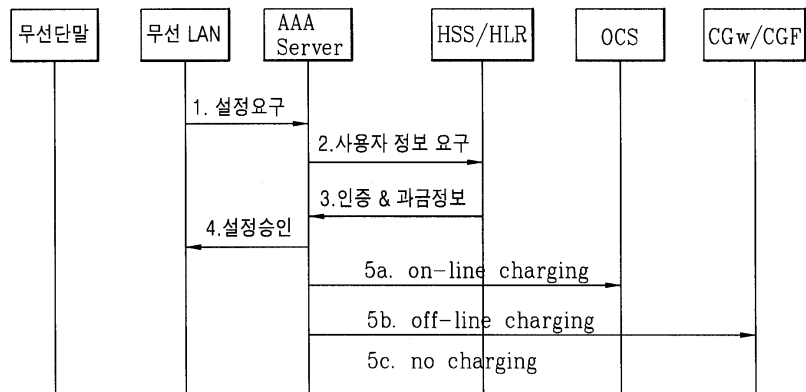 무선단말
무선 LAN
AAA
Server
HSS/HLR
OCS
CGw/CGF
1. 설정요구
2.사용자 정보 요구
3.인증 & 과금정보
4.설정승인
5a. on-line charging
5b. off-line charging
5c. no charging